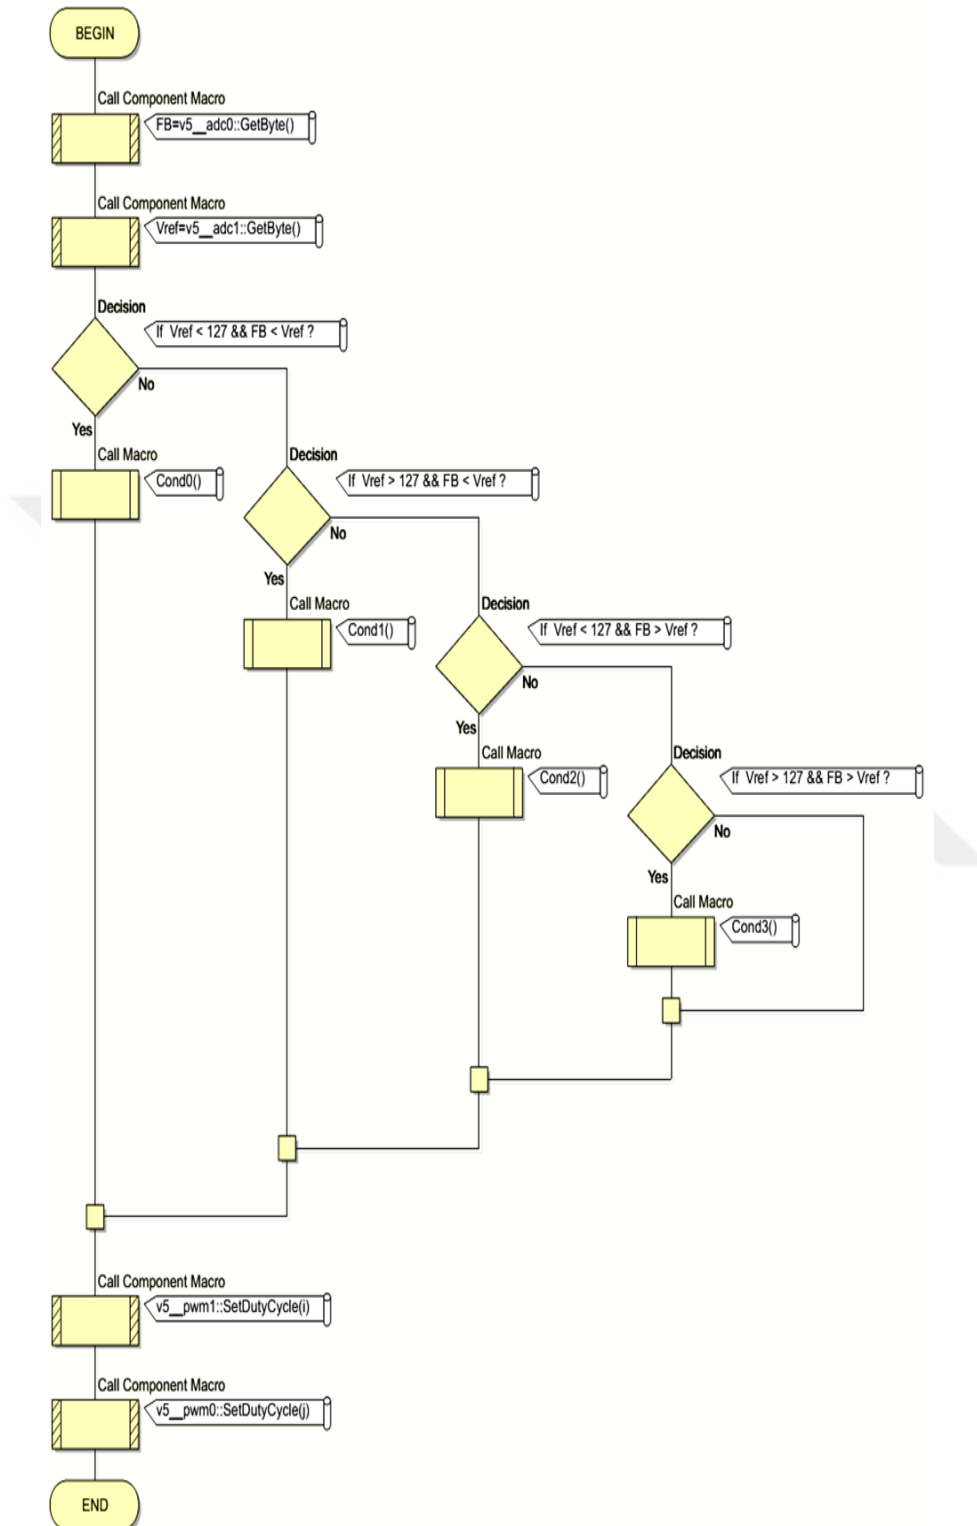 BEGIN
Call Component Macro
FB=v5__adc0::GetByte()
Call Component Macro
Vref=v5__adc1::GetByte()
Decision
If Vref < 127 && FB < Vref ?
No
Yes
Call Macro
Cond0()
Decision
If Vref > 127 && FB < Vref ?
No
Yes
Call Macro
Cond1()
Decision
If Vref < 127 && FB > Vref ?
No
Yes
Call Macro
Cond2()
Decision
If Vref > 127 && FB > Vref ?
No
Yes
Call Macro
Cond3()
Call Component Macro
v5__pwm1::SetDutyCycle(i)
Call Component Macro
v5__pwm0::SetDutyCycle(j)
END